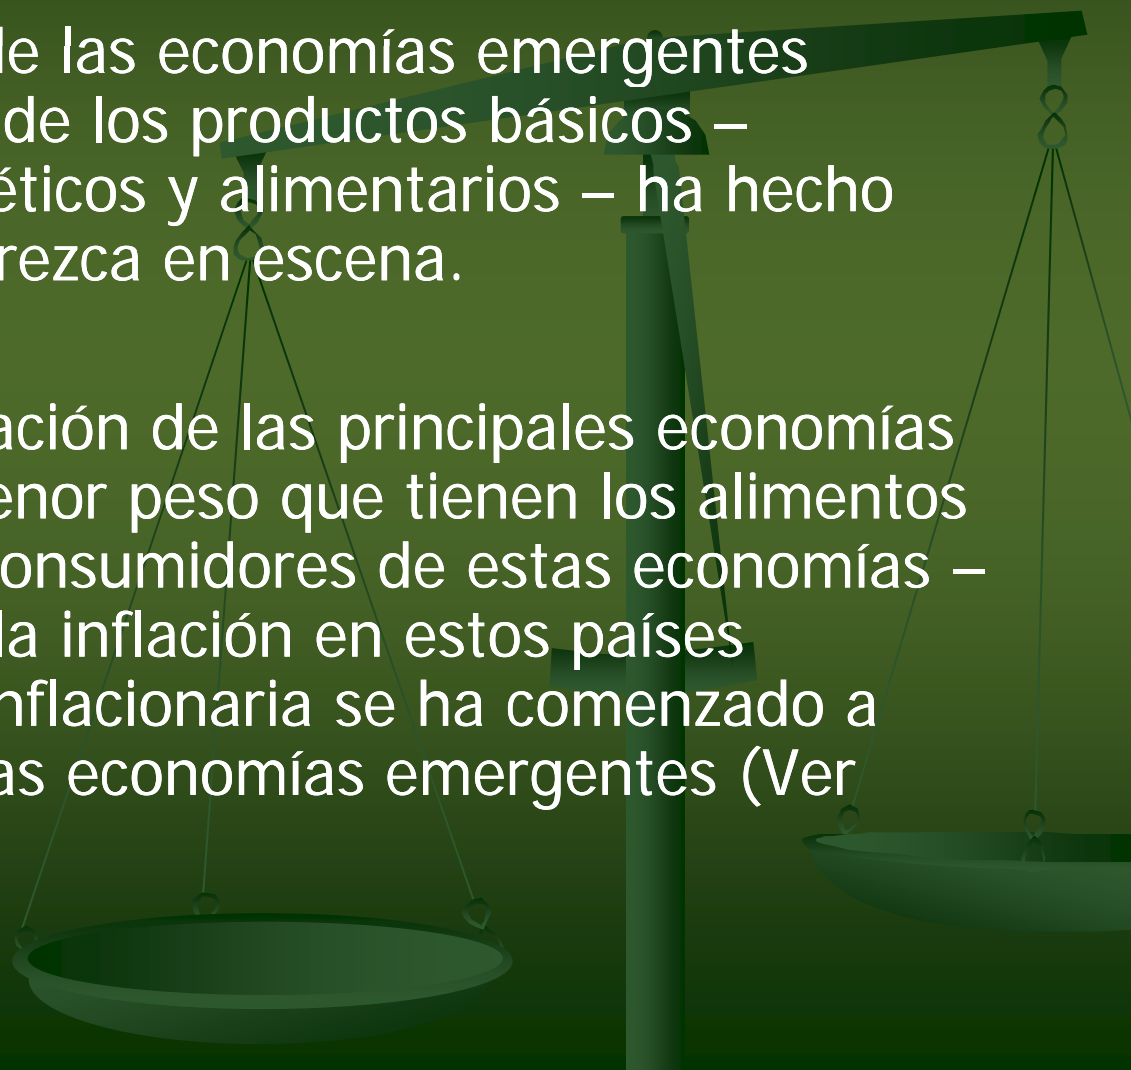 de las economías emergentes
de los productos básicos –
éticos y alimentarios – ha hecho
rezca en escena.
ación de las principales economías
enor peso que tienen los alimentos
onsumidores de estas economías –
la inflación en estos países
nflacionaria se ha comenzado a
as economías emergentes (Ver